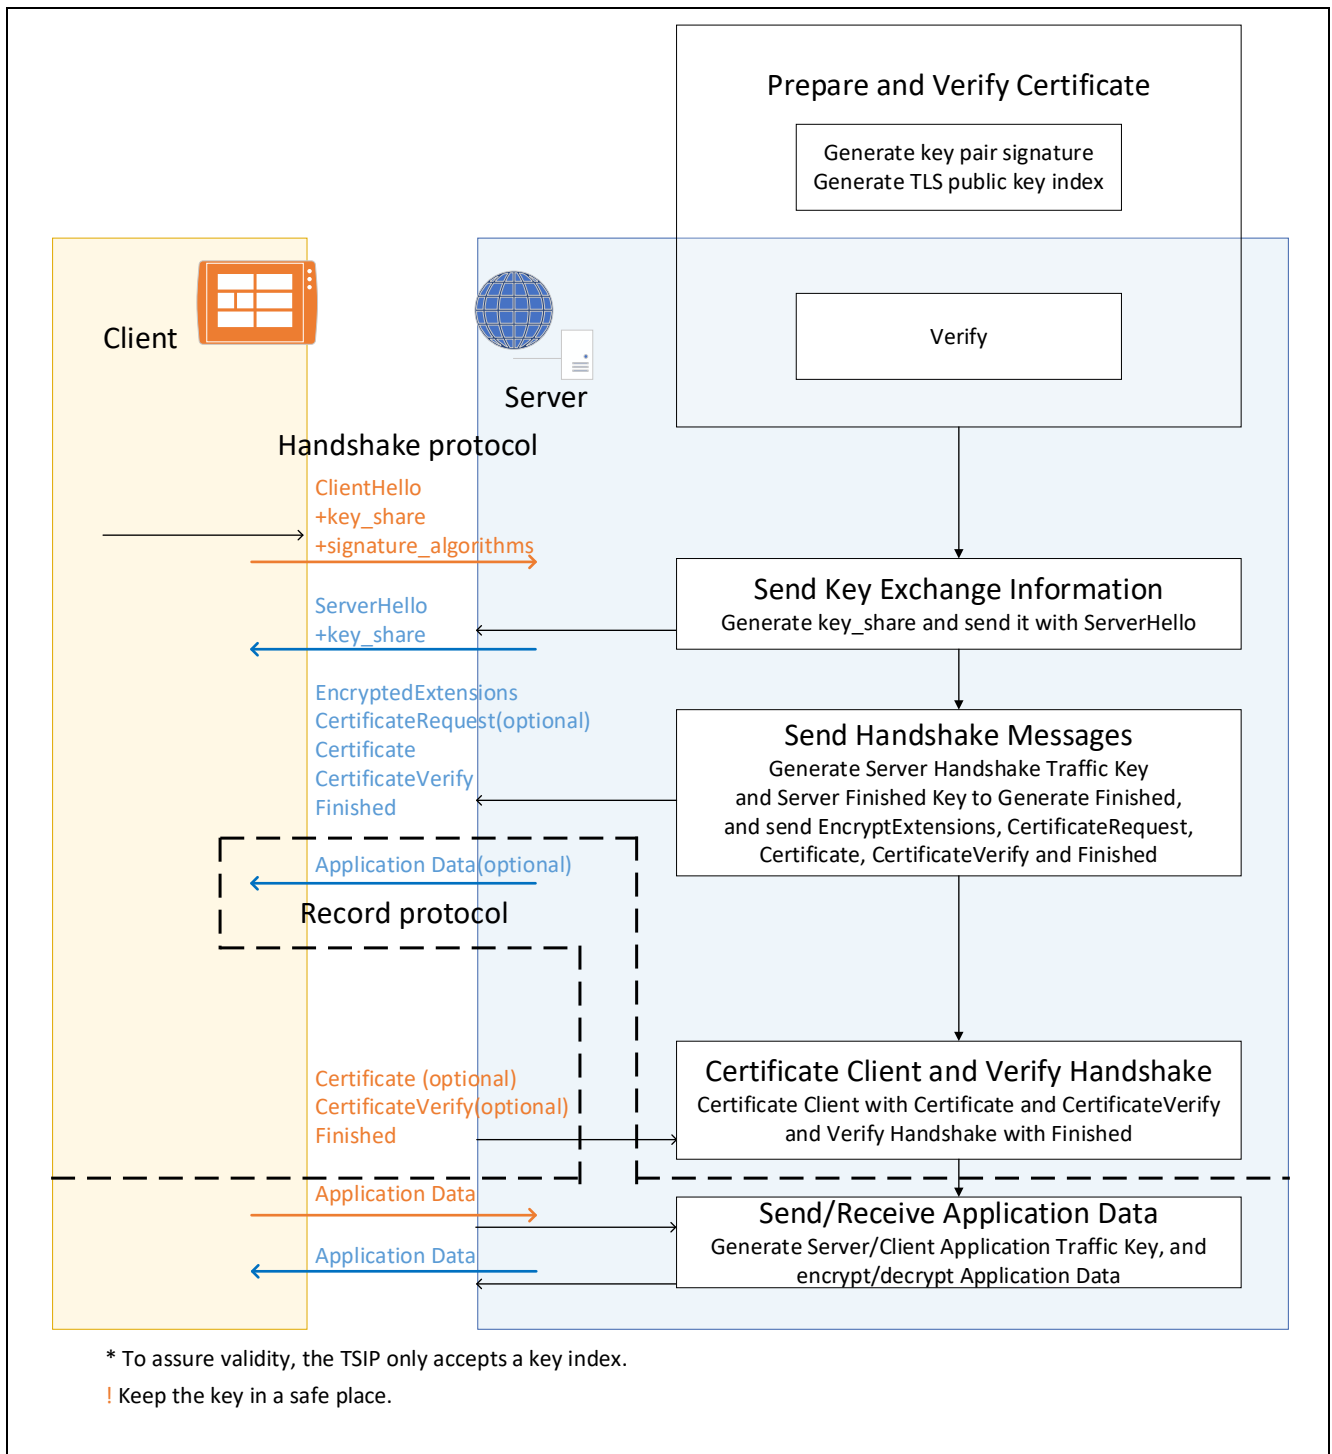 Prepare and Verify Certificate
Generate key pair signature
Generate TLS public key index
Verify
Client
Server
Handshake protocol
ClientHello
+key_share
+signature_algorithms
Send Key Exchange Information
Generate key_share and send it with ServerHello
ServerHello
+key_share
EncryptedExtensions
CertificateRequest(optional)
Certificate
CertificateVerify
Finished
Send Handshake Messages
Generate Server Handshake Traffic Key
and Server Finished Key to Generate Finished,
and send EncryptExtensions, CertificateRequest,
Certificate, CertificateVerify and Finished
Application Data(optional)
Record protocol
Certificate (optional)
CertificateVerify(optional)
Finished
Certificate Client and Verify Handshake
Certificate Client with Certificate and CertificateVerify
and Verify Handshake with Finished
Application Data
Application Data
Send/Receive Application Data
Generate Server/Client Application Traffic Key, and
encrypt/decrypt Application Data
* To assure validity, the TSIP only accepts a key index.
! Keep the key in a safe place.